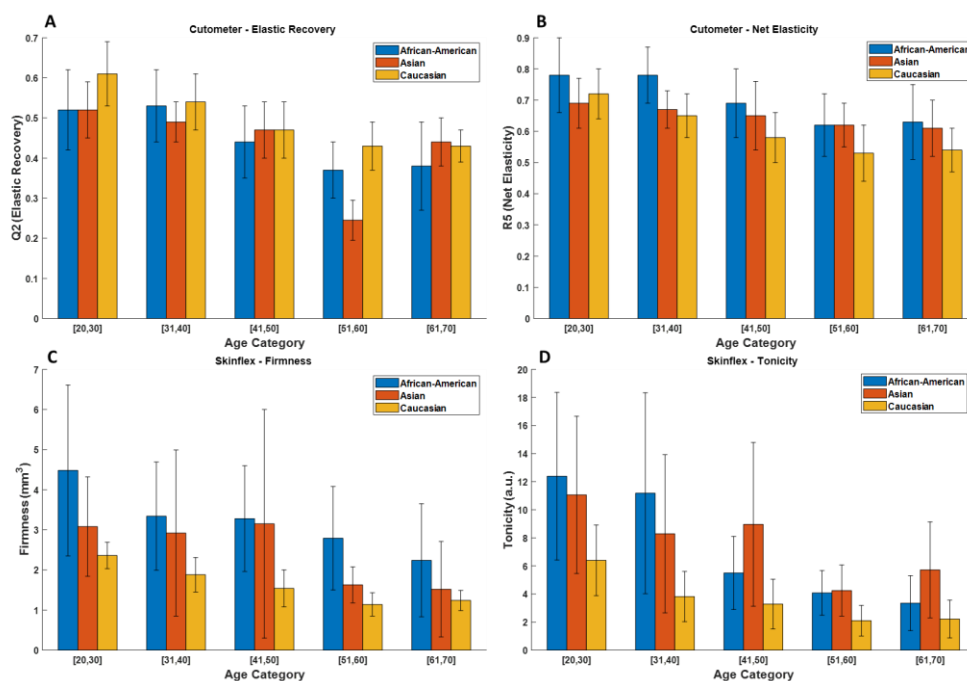 A
Cutometer - Elastic Recovery
African-American
Asian
Caucasian
Q2 (Elastic Recovery)
0.7
0.6
0.5
0.4
0.3
0.2
0.1
0
[20,30] [31,40] [41,50] [51,60] [61,70]
Age Category
B
Cutometer - Net Elasticity
African-American
Asian
Caucasian
R5 (Net Elasticity)
0.9
0.8
0.7
0.6
0.5
0.4
0.3
0.2
0.1
0
[20,30] [31,40] [41,50] [51,60] [61,70]
Age Category
C
Skinflex - Firmness
African-American
Asian
Caucasian
Firmness (mm³)
7
6
5
4
3
2
1
0
[20,30] [31,40] [41,50] [51,60] [61,70]
Age Category
D
Skinflex - Tonicity
African-American
Asian
Caucasian
Tonicity (a.u.)
20
18
16
14
12
10
8
6
4
2
0
[20,30] [31,40] [41,50] [51,60] [61,70]
Age Category